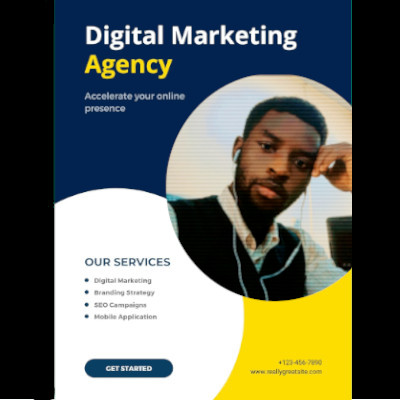 Digital Marketing
Agency
Accelerate your online
presence
OUR SERVICES
Digital Marketing
Branding Strategy
SEO Campaigns
Mobile Application
GET STARTED
+123-456-7890
www.reallygreatsite.com